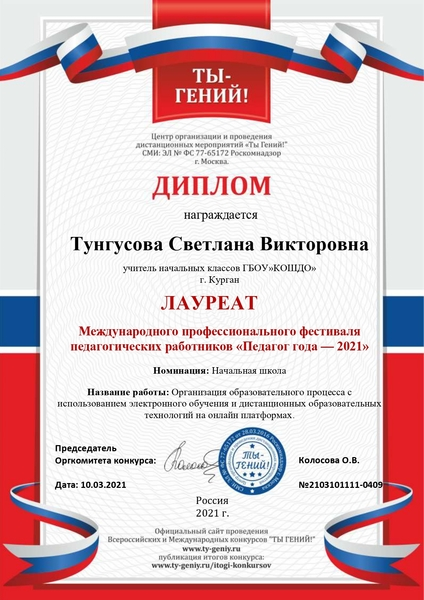 ТЫ-
ГЕНИЙ!
Центр организации и проведения
дистанционных мероприятий «Ты Гений!"
СМИ: ЭЛ № ФС 77-65172 Роскомнадзор
г. Москва.
ДИПЛОМ
награждается
Тунгусова Светлана Викторовна
учитель начальных классов ГБОУ»КОШДО»
г. Курган
ЛАУРЕАТ
Международного профессионального фестиваля
педагогических работников «Педагог года — 2021»
Номинация: Начальная школа
Название работы: Организация образовательного процесса с
использованием электронного обучения и дистанционных образовательных
технологий на онлайн платформах.
Председатель
Оргкомитета конкурса:
ТЫ-
ГЕНИЙ!
Колосова О.В.
Дата: 10.03.2021
№2103101111-0409
Россия
2021 г.
Официальный сайт проведения
Всероссийских и Международных конкурсов "ТЫ ГЕНИЙ!"
www.ty-geniy.ru
публикация итогов конкурса:
www.ty-geniy.ru/itogi-konkursov